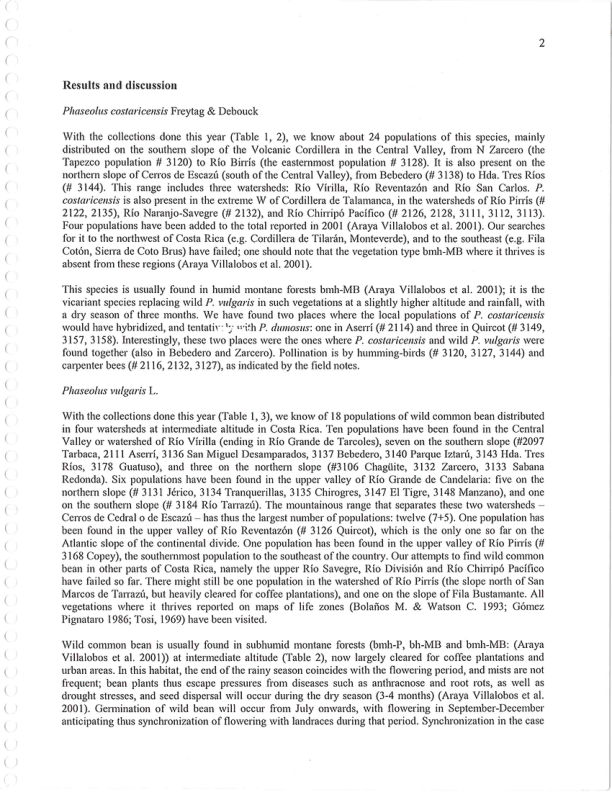 2
Results and discussion
Phaseolus costaricensis Freytag & Debouck
With the collections done this year (Table 1, 2), we know about 24 populations of this species, mainly
distributed on the southern slope of the Volcanic Cordillera in the Central Valley, from N Zarcero (the
Tapezco population # 3120) to Río Birrís (the easternmost population # 3128). It is also present on the
northern slope of Cerros de Escazú (south of the Central Valley), from Bebedero (# 3138) to Hda. Tres Ríos
(# 3144). This range includes three watersheds: Río Vírilla, Río Reventazón and Río San Carlos. P.
costaricensis is also present in the extreme W of Cordillera de Talamanca, in the watersheds of Río Pirrís (#
2122, 2135), Río Naranjo-Savegre (# 2132), and Río Chirripó Pacífico (# 2126, 2128, 3111, 3112, 3113).
Four populations have been added to the total reported in 2001 (Araya Villalobos et al. 2001). Our searches
for it to the northwest of Costa Rica (e.g. Cordillera de Tilarán, Monteverde), and to the southeast (e.g. Fila
Cotón, Sierra de Coto Brus) have failed; one should note that the vegetation type bmh-MB where it thrives is
absent from these regions (Araya Villalobos et al. 2001).
This species is usually found in humid montane forests bmh-MB (Araya Villalobos et al. 2001); it is the
vicariant species replacing wild P. vulgaris in such vegetations at a slightly higher altitude and rainfall, with
a dry season of three months. We have found two places where the local populations of P. costaricensis
would have hybridized, and with P. dumosus: one in Aserrí (# 2114) and three in Quircot (# 3149,
3157, 3158). Interestingly, these two places were the ones where P. costaricensis and wild P. vulgaris were
found together (also in Bebedero and Zarcero). Pollination is by humming-birds (# 3120, 3127, 3144) and
carpenter bees (# 2116, 2132, 3127), as indicated by the field notes.
Phaseolus vulgaris L.
With the collections done this year (Table 1, 3), we know of 18 populations of wild common bean distributed
in four watersheds at intermediate altitude in Costa Rica. Ten populations have been found in the Central
Valley or watershed of Río Vírilla (ending in Río Grande de Tarcoles), seven on the southern slope (#2097
Tarbaca, 2111 Aserrí, 3136 San Miguel Desamparados, 3137 Bebedero, 3140 Parque Iztarú, 3143 Hda. Tres
Ríos, 3178 Guatuso), and three on the northern slope (#3106 Chagüite, 3132 Zarcero, 3133 Sabana
Redonda). Six populations have been found in the upper valley of Río Grande de Candelaria: five on the
northern slope (# 3131 Jérico, 3134 Tranquerillas, 3135 Chirogres, 3147 El Tigre, 3148 Manzano), and one
on the southern slope (# 3184 Río Tarrazú). The mountainous range that separates these two watersheds –
Cerros de Cedral o de Escazú – has thus the largest number of populations: twelve (7+5). One population has
been found in the upper valley of Río Reventazón (# 3126 Quircot), which is the only one so far on the
Atlantic slope of the continental divide. One population has been found in the upper valley of Río Pirrís (#
3168 Copey), the southernmost population to the southeast of the country. Our attempts to find wild common
bean in other parts of Costa Rica, namely the upper Río Savegre, Río División and Río Chirripó Pacífico
have failed so far. There might still be one population in the watershed of Río Pirrís (the slope north of San
Marcos de Tarrazú, but heavily cleared for coffee plantations), and one on the slope of Fila Bustamante. All
vegetations where it thrives reported on maps of life zones (Bolaños M. & Watson C. 1993; Gómez
Pignataro 1986; Tosi, 1969) have been visited.
Wild common bean is usually found in subhumid montane forests (bmh-P, bh-MB and bmh-MB: (Araya
Villalobos et al. 2001)) at intermediate altitude (Table 2), now largely cleared for coffee plantations and
urban areas. In this habitat, the end of the rainy season coincides with the flowering period, and mists are not
frequent; bean plants thus escape pressures from diseases such as anthracnose and root rots, as well as
drought stresses, and seed dispersal will occur during the dry season (3-4 months) (Araya Villalobos et al.
2001). Germination of wild bean will occur from July onwards, with flowering in September-December
anticipating thus synchronization of flowering with landraces during that period. Synchronization in the case